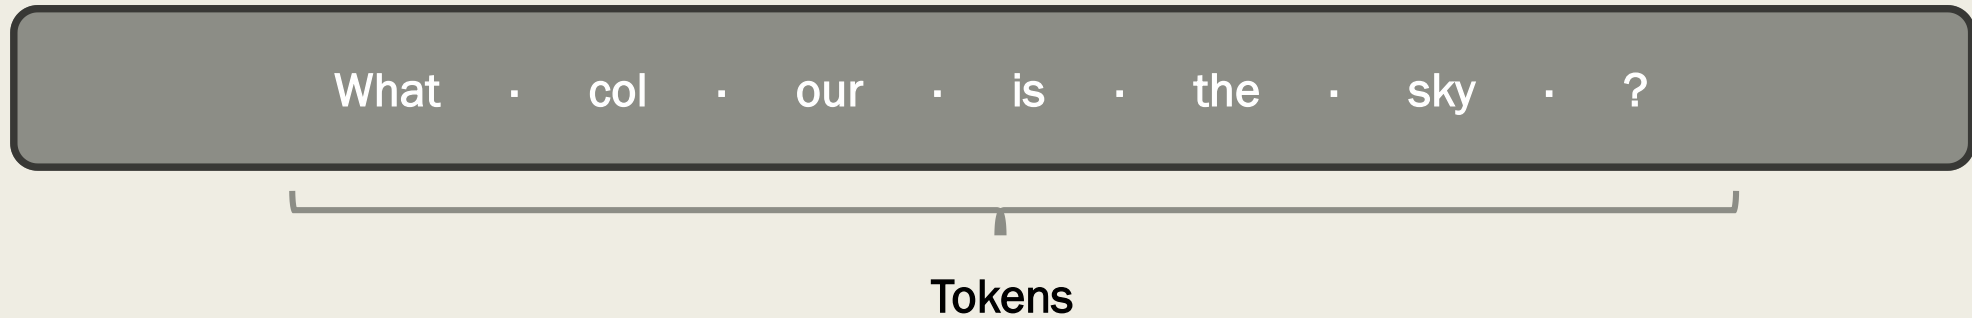 What · col · our · is · the · sky · ?
Tokens